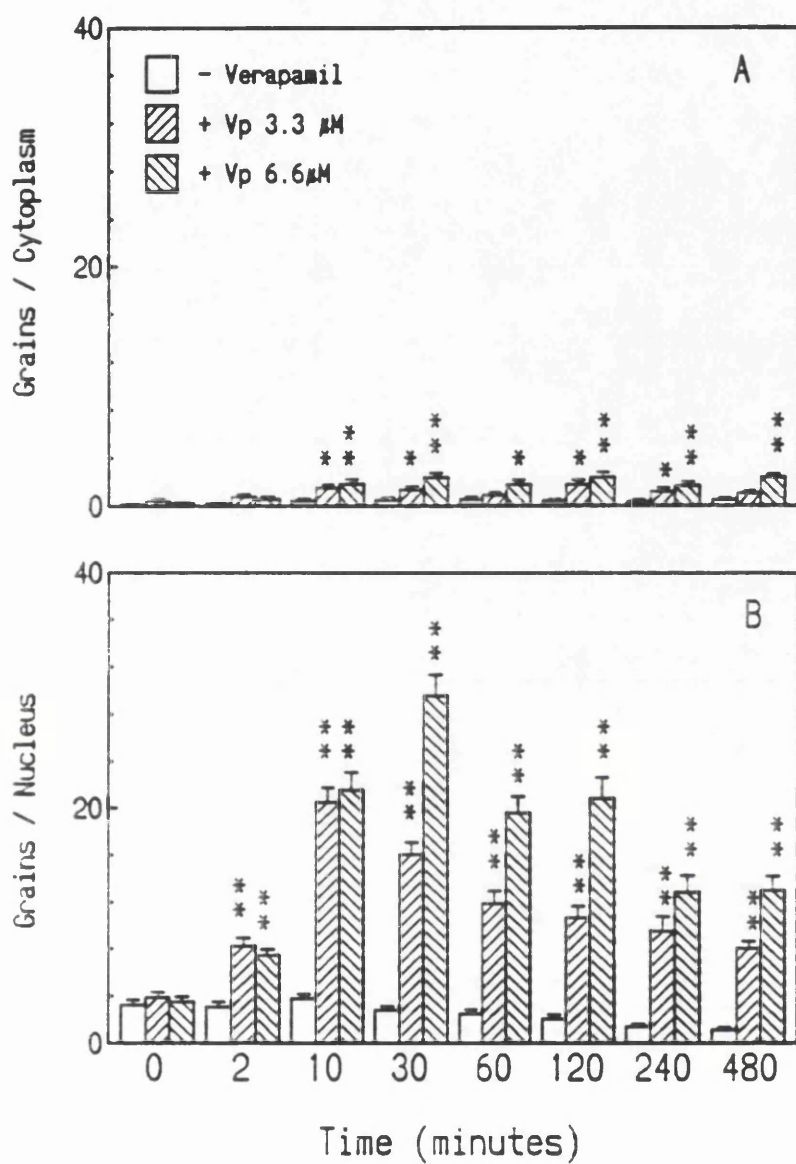 40
A
- Verapamil
+ Vp 3.3 µM
+ Vp 6.6µM
Grains / Cytoplasm
20
* ** * ** * * ** * ** **
0
40
B
Grains / Nucleus
20
** ** ** ** ** ** ** ** ** ** ** ** ** **
0
0 2 10 30 60 120 240 480
Time (minutes)